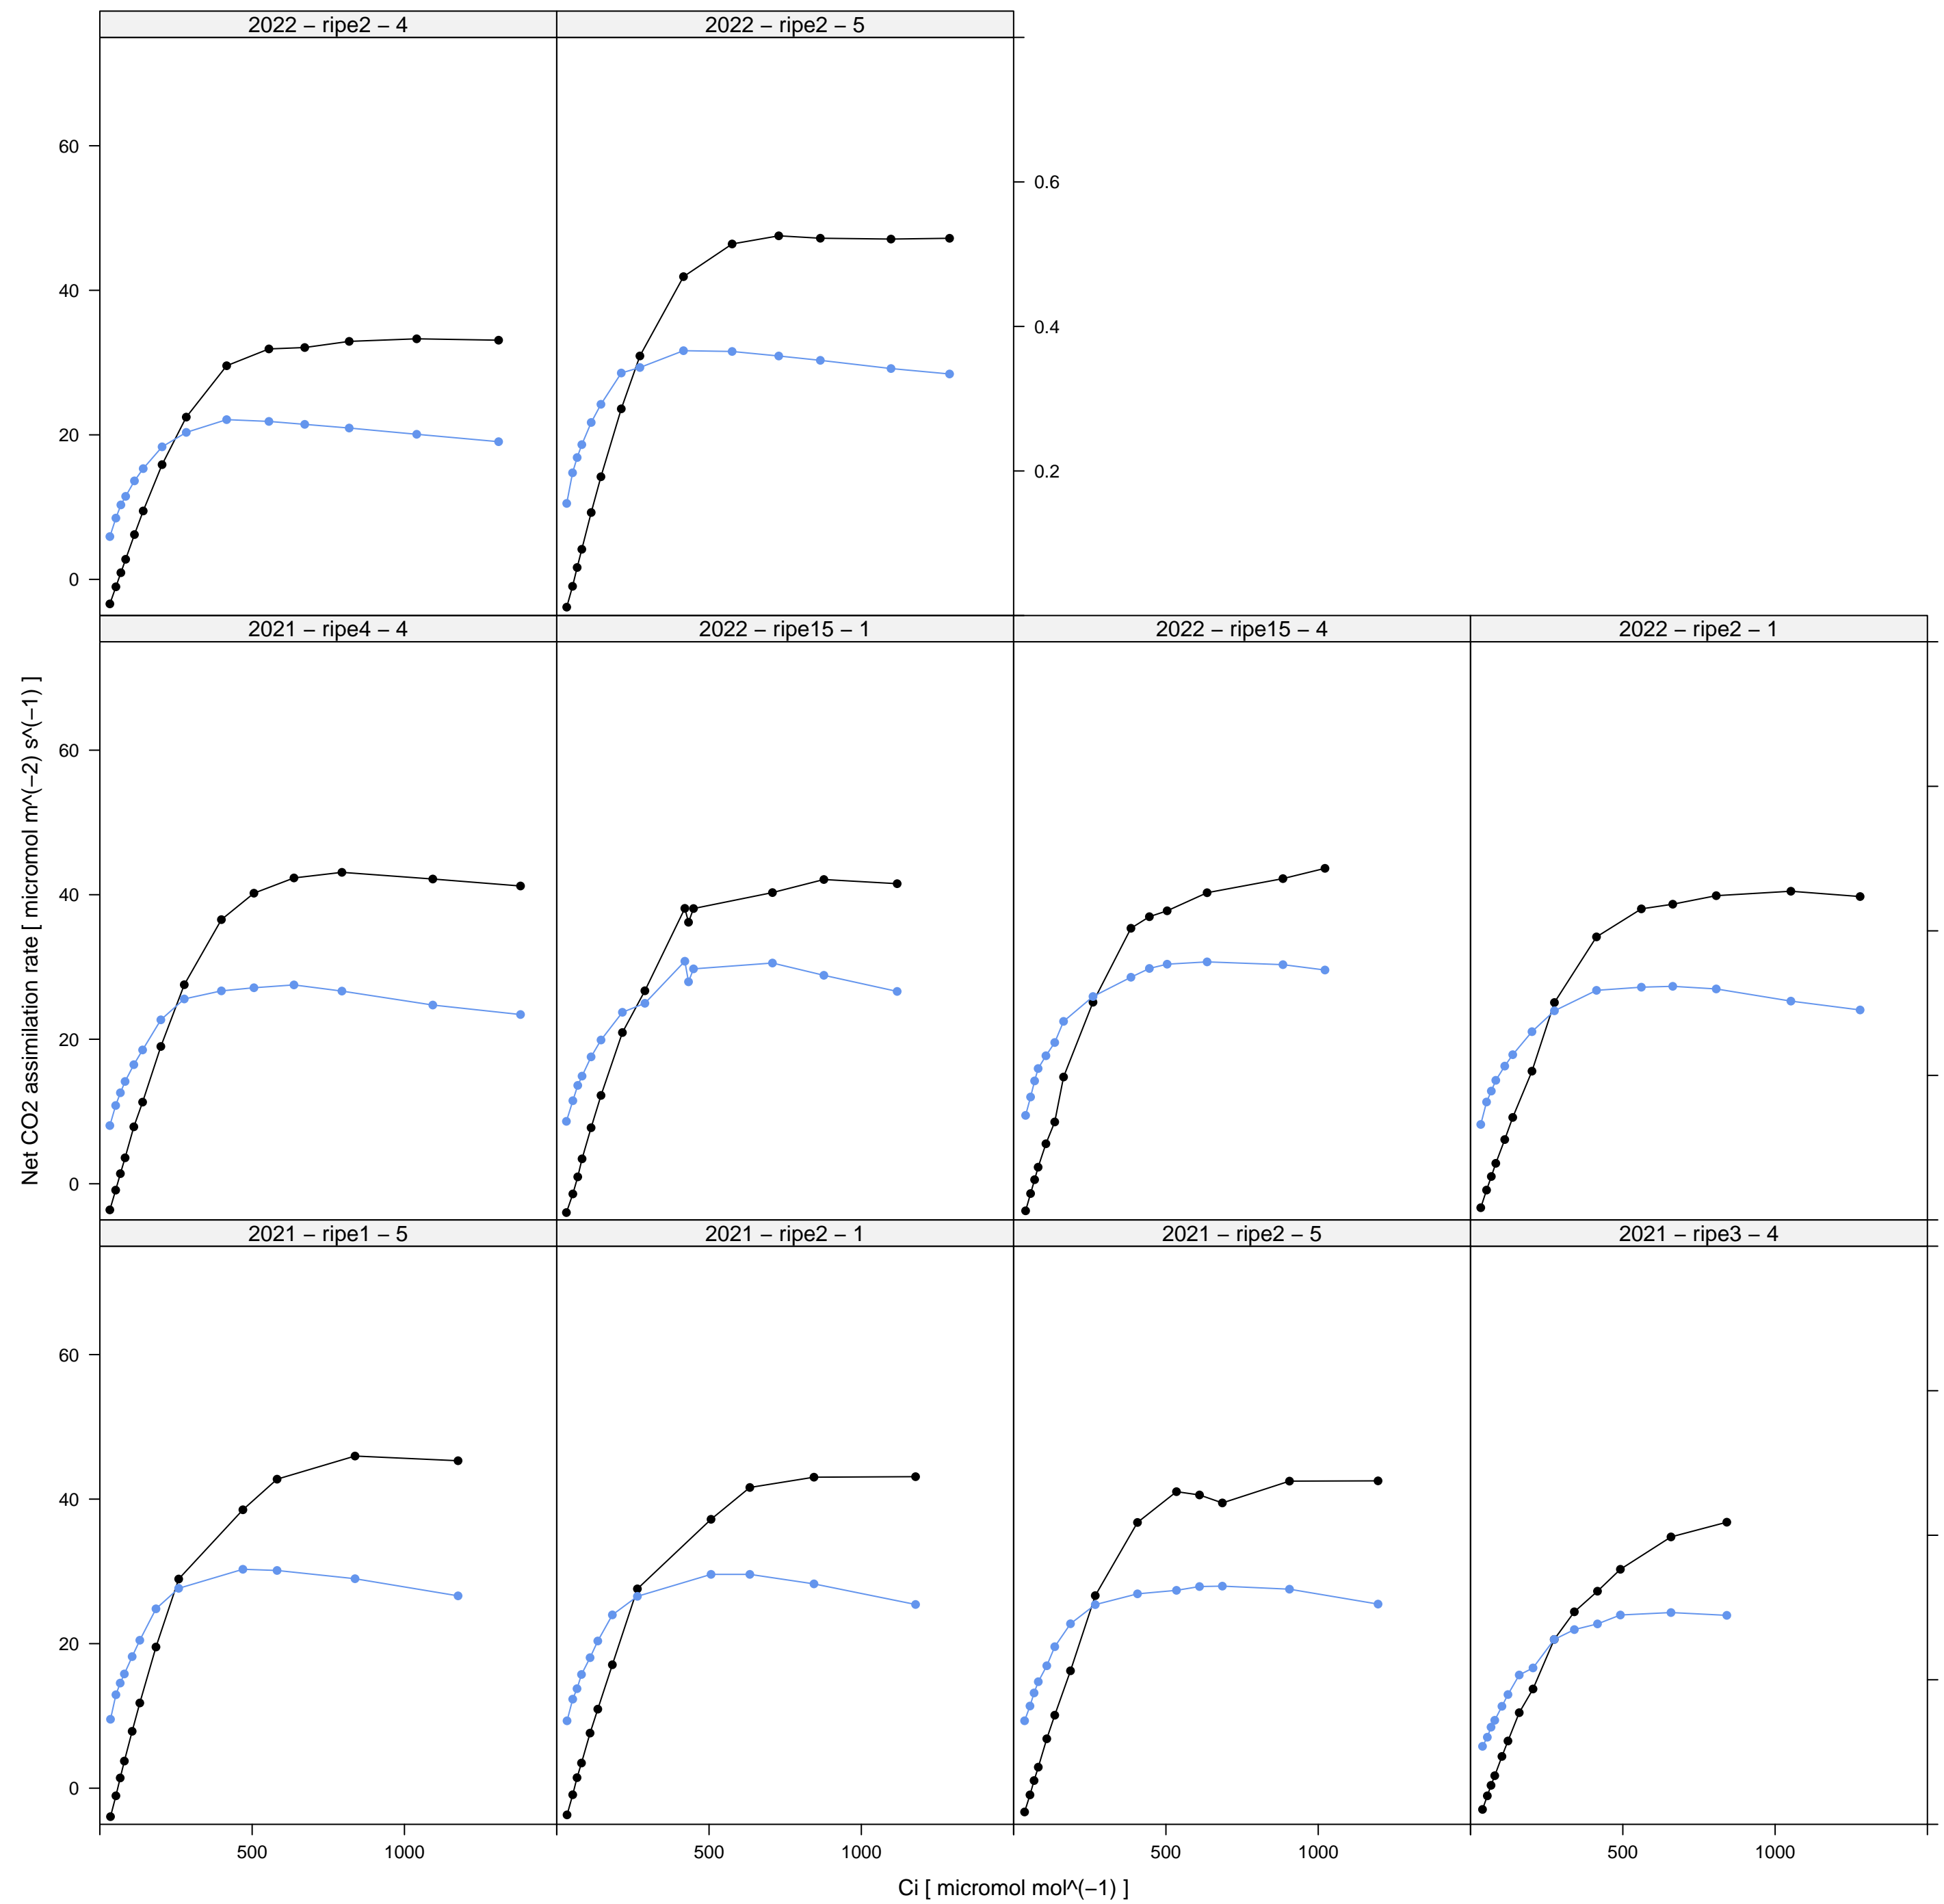 2022 − ripe2 − 4
2022 − ripe2 − 5
60
40
20
0
0.6
0.4
0.2
2021 − ripe4 − 4
2022 − ripe15 − 1
2022 − ripe15 − 4
2022 − ripe2 − 1
Net CO2 assimilation rate [ micromol m^(−2) s^(−1) ]
60
40
20
0
2021 − ripe1 − 5
2021 − ripe2 − 1
2021 − ripe2 − 5
2021 − ripe3 − 4
60
40
20
0
500 1000
500 1000
500 1000
500 1000
Ci [ micromol mol^(−1) ]